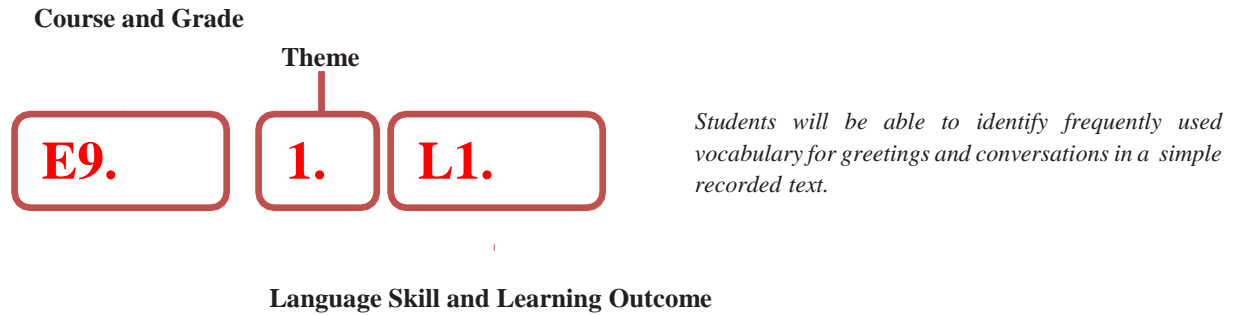 Course and Grade
Theme
E9. 1. L1.
Students will be able to identify frequently used
vocabulary for greetings and conversations in a simple
recorded text.
Language Skill and Learning Outcome